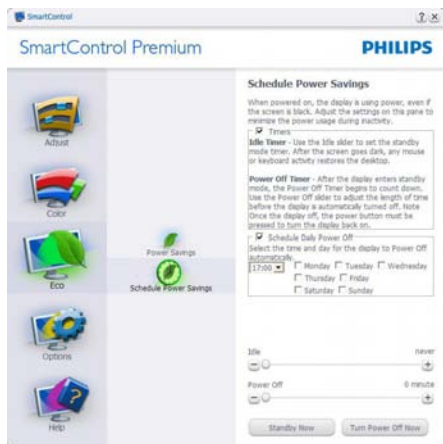 SmartControl
SmartControl Premium
PHILIPS
Adjust
Color
Eco
Options
Help
Power Savings
Schedule Power Savings
Schedule Power Savings
When powered on, the display is using power, even if
the screen is black. Adjust the settings on this pane to
minimize the power usage during inactivity.
Timers
Idle Timer - Use the Idle slider to set the standby
mode timer. After the screen goes dark, any mouse
or keyboard activity restores the desktop.
Power Off Timer - After the display enters standby
mode, the Power Off Timer begins to count down.
Use the Power Off slider to adjust the length of time
before the display is automatically turned off. Note
Once the display off, the power button must be
pressed to turn the display back on.
Schedule Daily Power Off
Select the time and day for the display to Power Off
automatically.
17:00
Monday
Tuesday
Wednesday
Thursday
Friday
Saturday
Sunday
Idle
never
Power Off
0 minute
Standby Now
Turn Power Off Now